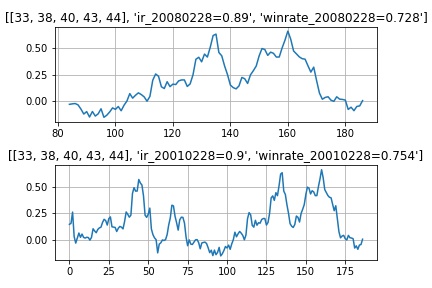 [[33, 38, 40, 43, 44], 'ir_20080228=0.89', 'winrate_20080228=0.728']
0.50
0.25
0.00
80 100 120 140 160 180
[[33, 38, 40, 43, 44], 'ir_20010228=0.9', 'winrate_20010228=0.754']
0.50
0.25
0.00
0 25 50 75 100 125 150 175